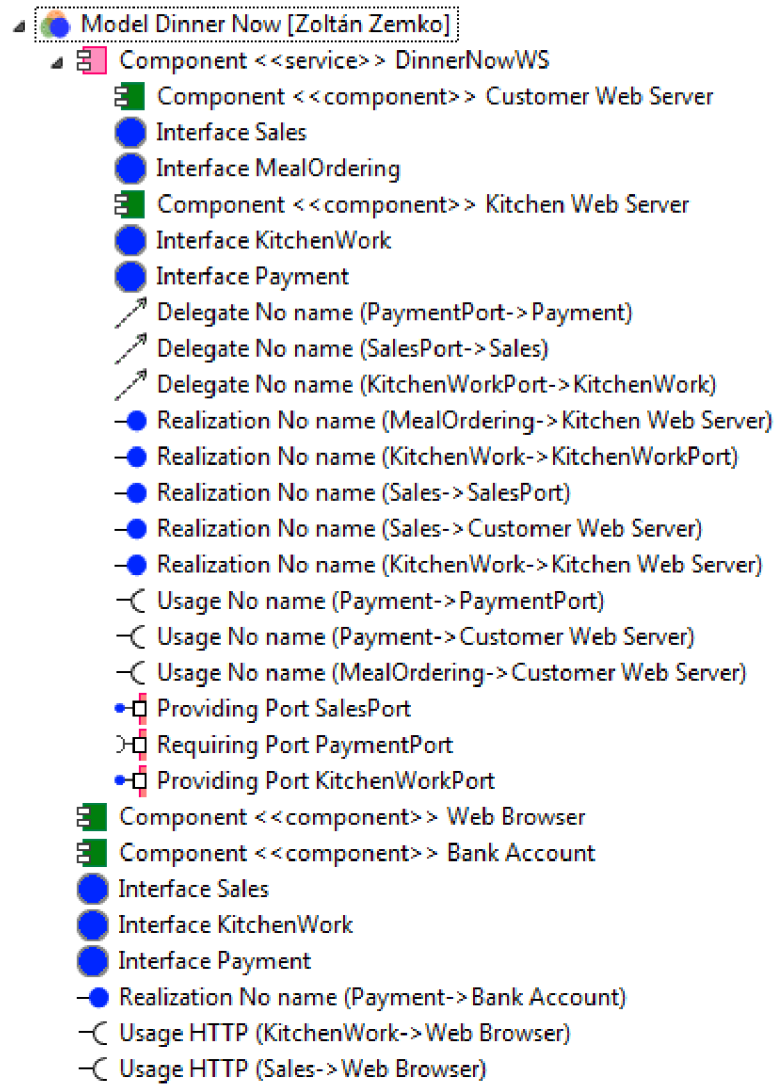 Model Dinner Now [Zoltán Zemko]
Component <<service>> DinnerNowWS
Component <<component>> Customer Web Server
Interface Sales
Interface MealOrdering
Component <<component>> Kitchen Web Server
Interface KitchenWork
Interface Payment
Delegate No name (PaymentPort->Payment)
Delegate No name (SalesPort->Sales)
Delegate No name (KitchenWorkPort->KitchenWork)
Realization No name (MealOrdering->Kitchen Web Server)
Realization No name (KitchenWork->KitchenWorkPort)
Realization No name (Sales->SalesPort)
Realization No name (Sales->Customer Web Server)
Realization No name (KitchenWork->Kitchen Web Server)
Usage No name (Payment->PaymentPort)
Usage No name (Payment->Customer Web Server)
Usage No name (MealOrdering->Customer Web Server)
Providing Port SalesPort
Requiring Port PaymentPort
Providing Port KitchenWorkPort
Component <<component>> Web Browser
Component <<component>> Bank Account
Interface Sales
Interface KitchenWork
Interface Payment
Realization No name (Payment->Bank Account)
Usage HTTP (KitchenWork->Web Browser)
Usage HTTP (Sales->Web Browser)